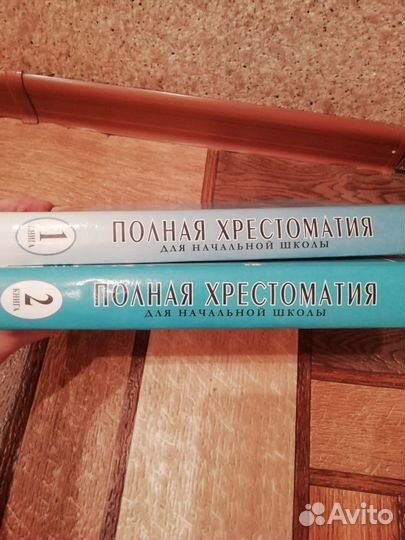 1
КНИГА
ПОЛНАЯ ХРЕСТОМАТИЯ
ДЛЯ НАЧАЛЬНОЙ ШКОЛЫ
2
КНИГА
ПОЛНАЯ ХРЕСТОМАТИЯ
ДЛЯ НАЧАЛЬНОЙ ШКОЛЫ
Avito